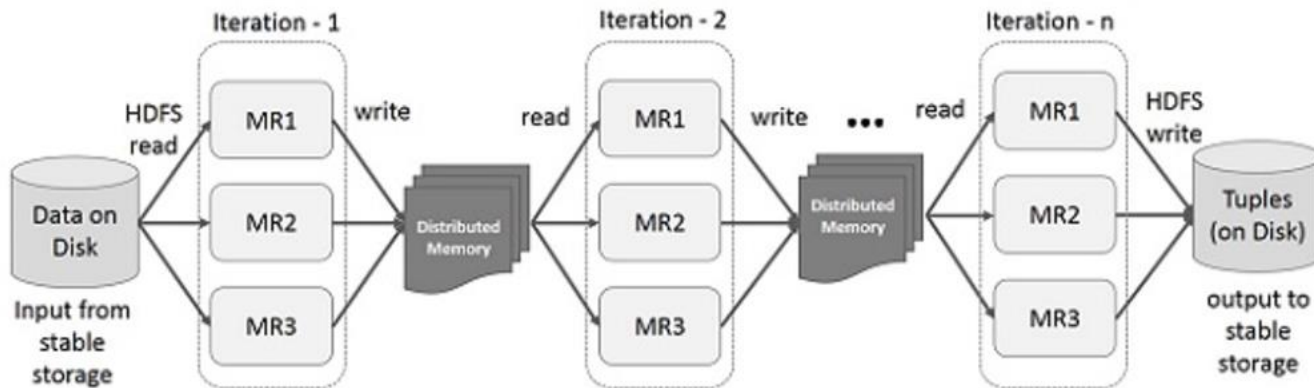 Iteration - 1
Iteration - 2
Iteration - n
HDFS
read
MR1
MR2
MR3
write
Data on
Disk
Input from
stable
storage
Distributed
Memory
read
MR1
MR2
MR3
write
...
Distributed
Memory
read
MR1
MR2
MR3
HDFS
write
Tuples
(on Disk)
output to
stable
storage